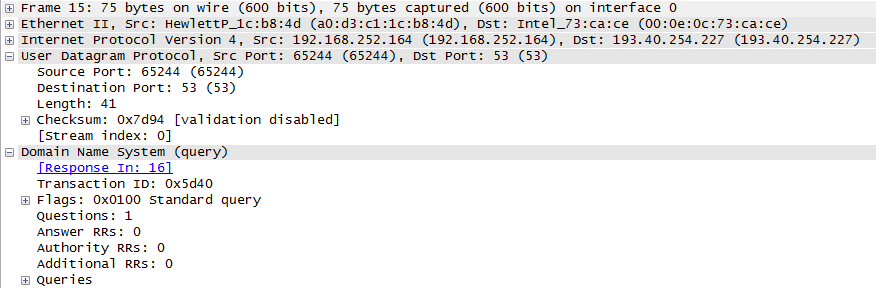 Frame 15: 75 bytes on wire (600 bits), 75 bytes captured (600 bits) on interface 0
Ethernet II, Src: HewlettP_1c:b8:4d (a0:d3:c1:1c:b8:4d), Dst: Intel_73:ca:ce (00:0e:0c:73:ca:ce)
Internet Protocol Version 4, Src: 192.168.252.164 (192.168.252.164), Dst: 193.40.254.227 (193.40.254.227)
User Datagram Protocol, Src Port: 65244 (65244), Dst Port: 53 (53)
Source Port: 65244 (65244)
Destination Port: 53 (53)
Length: 41
Checksum: 0x7d94 [validation disabled]
[Stream index: 0]
Domain Name System (query)
[Response In: 16]
Transaction ID: 0x5d40
Flags: 0x0100 Standard query
Questions: 1
Answer RRs: 0
Authority RRs: 0
Additional RRs: 0
Queries